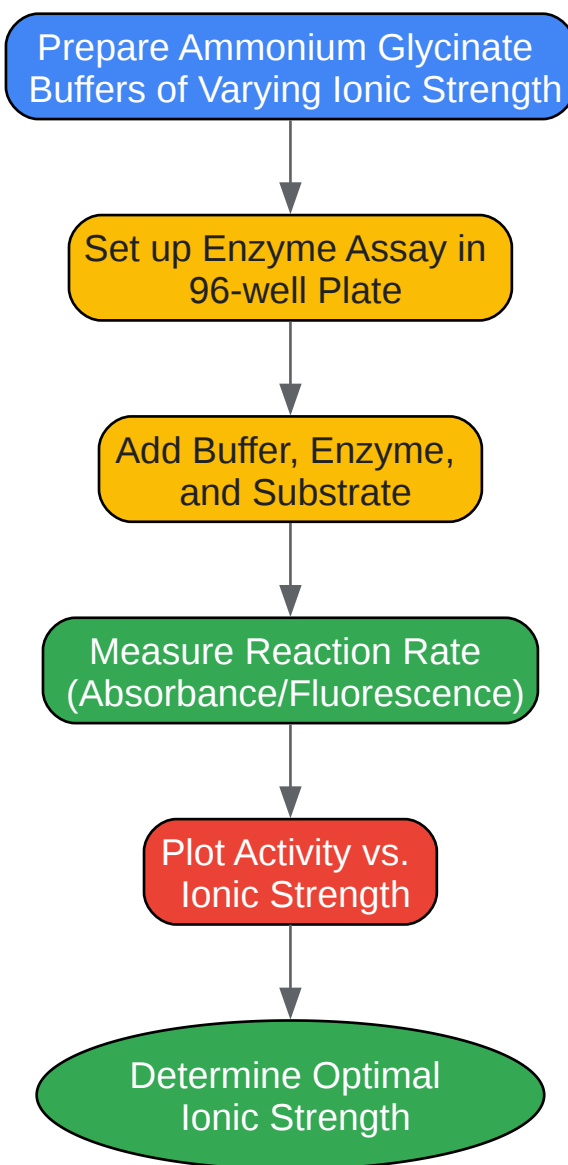 Prepare Ammonium Glycinate
Buffers of Varying Ionic Strength
Set up Enzyme Assay in
96-well Plate
Add Buffer, Enzyme,
and Substrate
Measure Reaction Rate
(Absorbance/Fluorescence)
Plot Activity vs.
Ionic Strength
Determine Optimal
Ionic Strength